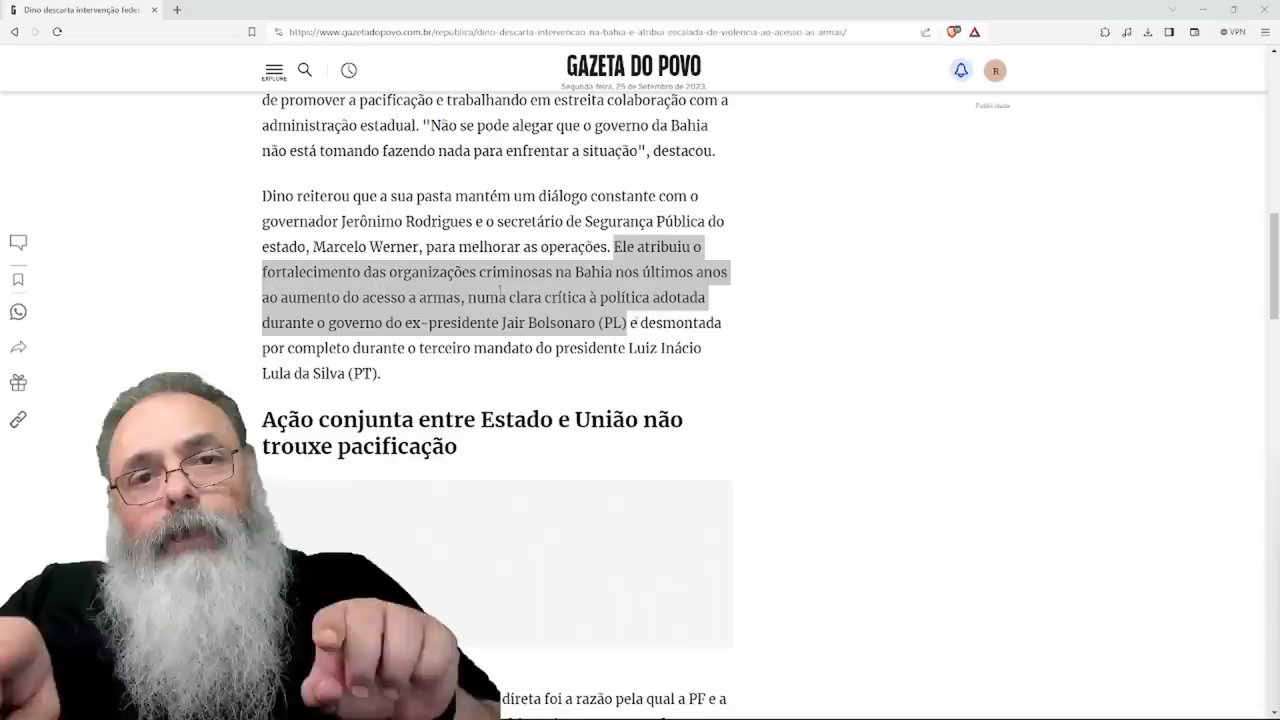 G Dino descarta intervenção feder
https://www.gazetadopovo.com.br/republica/dino-descarta-intervencao-na-bahia-e-atribui-escalada-de-violencia-ao-acesso-as-armas/
VPN
EXPLORE
GAZETA DO POVO
R
Segunda-feira, 25 de Setembro de 2023.
Publicidade
de promover a pacificação e trabalhando em estreita colaboração com a
administração estadual. "Não se pode alegar que o governo da Bahia
não está tomando fazendo nada para enfrentar a situação", destacou.
Dino reiterou que a sua pasta mantém um diálogo constante com o
governador Jerônimo Rodrigues e o secretário de Segurança Pública do
estado, Marcelo Werner, para melhorar as operações. Ele atribuiu o
fortalecimento das organizações criminosas na Bahia nos últimos anos
ao aumento do acesso a armas, numa clara crítica à política adotada
durante o governo do ex-presidente Jair Bolsonaro (PL) e desmontada
por completo durante o terceiro mandato do presidente Luiz Inácio
Lula da Silva (PT).
Ação conjunta entre Estado e União não
trouxe pacificação
direta foi a razão pela qual a PF e a